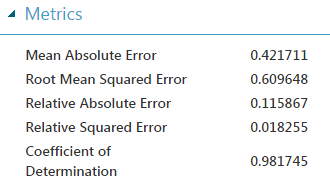 Metrics
Mean Absolute Error 0.421711
Root Mean Squared Error 0.609648
Relative Absolute Error 0.115867
Relative Squared Error 0.018255
Coefficient of
Determination 0.981745